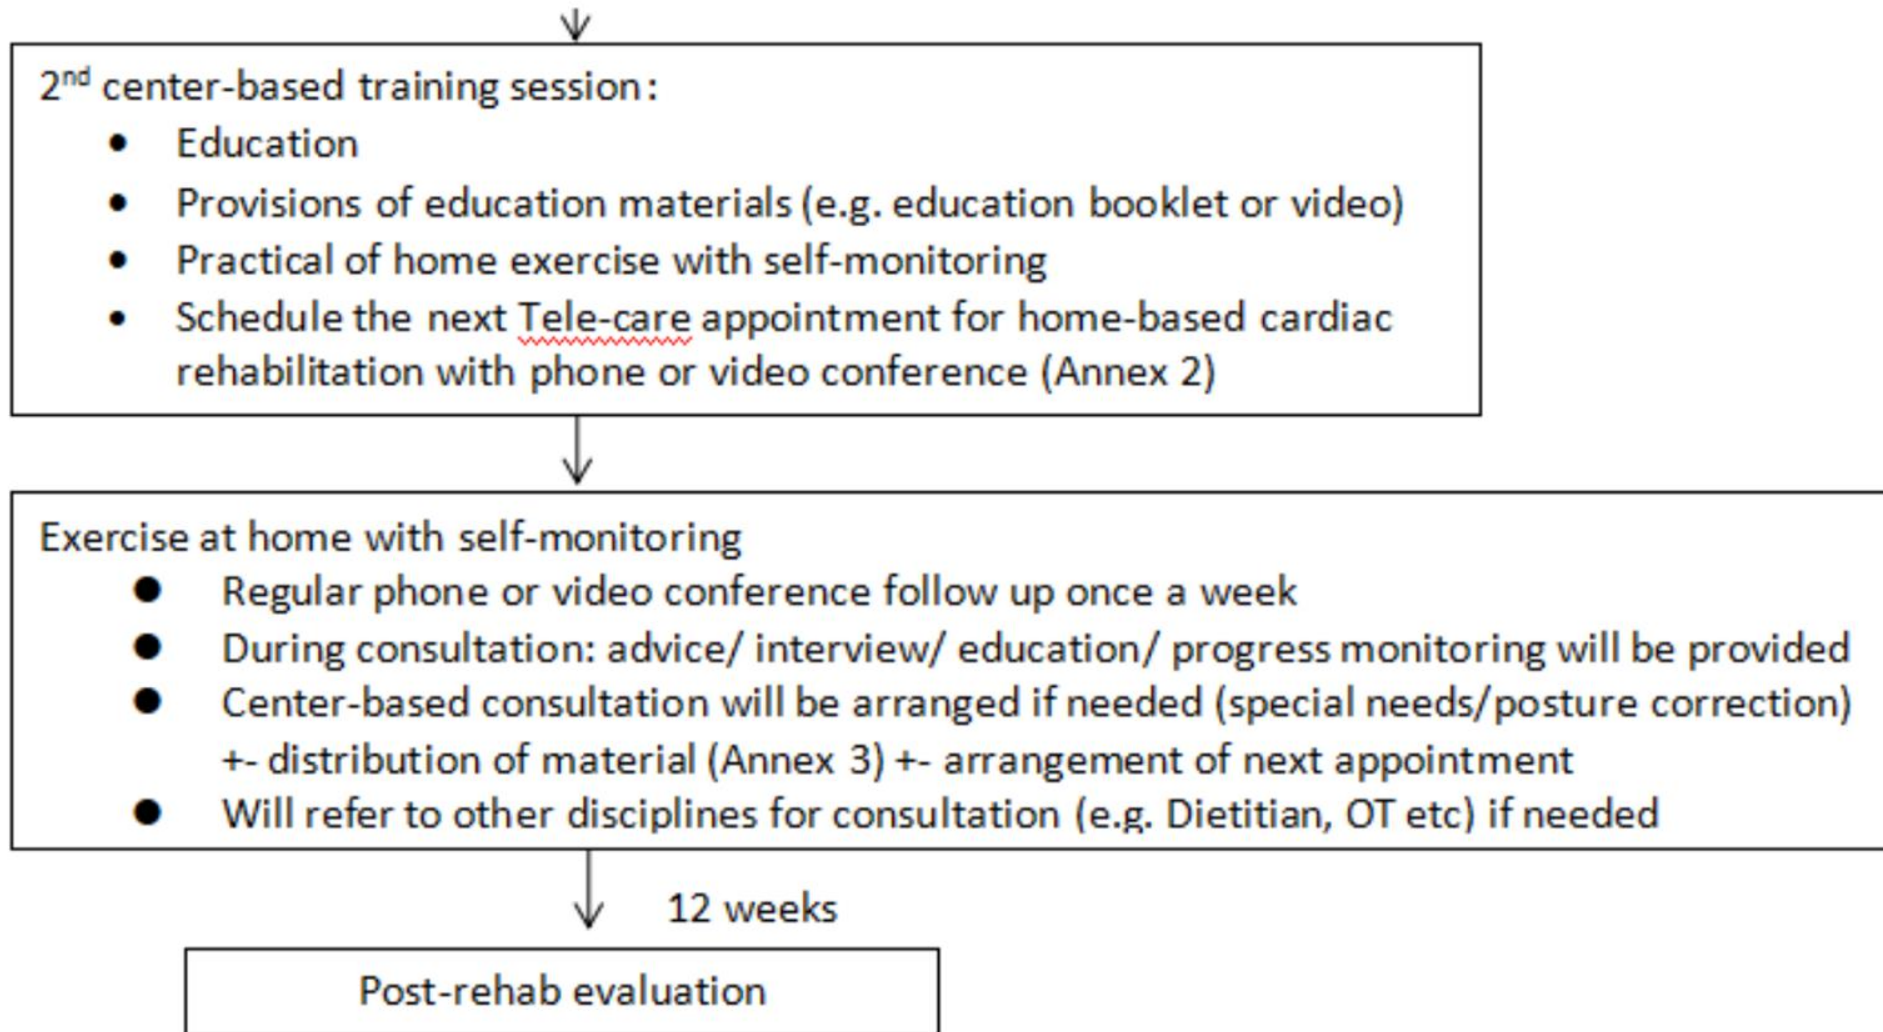 2nd center-based training session:
• Education
• Provisions of education materials (e.g. education booklet or video)
• Practical of home exercise with self-monitoring
• Schedule the next Tele-care appointment for home-based cardiac
rehabilitation with phone or video conference (Annex 2)
Exercise at home with self-monitoring
● Regular phone or video conference follow up once a week
● During consultation: advice/ interview/ education/ progress monitoring will be provided
● Center-based consultation will be arranged if needed (special needs/posture correction)
+- distribution of material (Annex 3) +- arrangement of next appointment
● Will refer to other disciplines for consultation (e.g. Dietitian, OT etc) if needed
12 weeks
Post-rehab evaluation